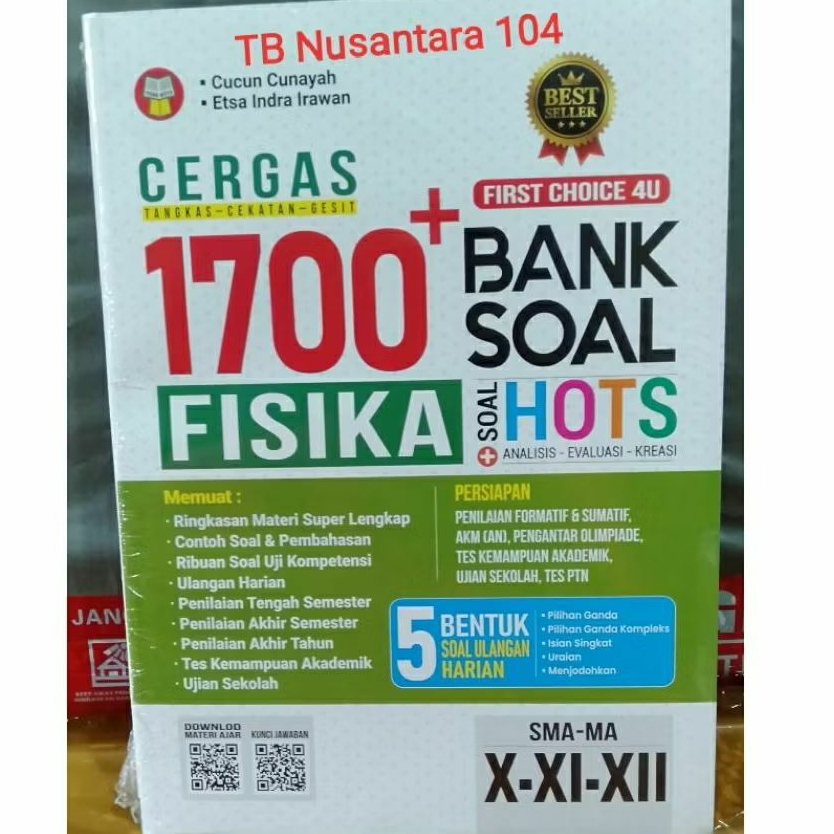 TB Nusantara 104
• Cucun Cunayah
• Etsa Indra Irawan
BEST
SELLER
CERGAS
TANGKAS-CEKATAN-GESIT
FIRST CHOICE 4U
1700+
BANK
SOAL
FISIKA
+ SOAL
HOTS
ANALISIS - EVALUASI - KREASI
Memuat :
· Ringkasan Materi Super Lengkap
· Contoh Soal & Pembahasan
· Ribuan Soal Uji Kompetensi
· Ulangan Harian
· Penilaian Tengah Semester
· Penilaian Akhir Semester
· Penilaian Akhir Tahun
· Tes Kemampuan Akademik
· Ujian Sekolah
PERSIAPAN
PENILAIAN FORMATIF & SUMATIF,
AKM (AN), PENGANTAR OLIMPIADE,
TES KEMAMPUAN AKADEMIK,
UJIAN SEKOLAH, TES PTN
5 BENTUK
SOAL ULANGAN
HARIAN
• Pilihan Ganda
• Pilihan Ganda Kompleks
• Isian Singkat
• Uraian
• Menjodohkan
JANG
DOWNLOD
MATERI AJAR
KUNCI JAWABAN
SMA-MA
X-XI-XII